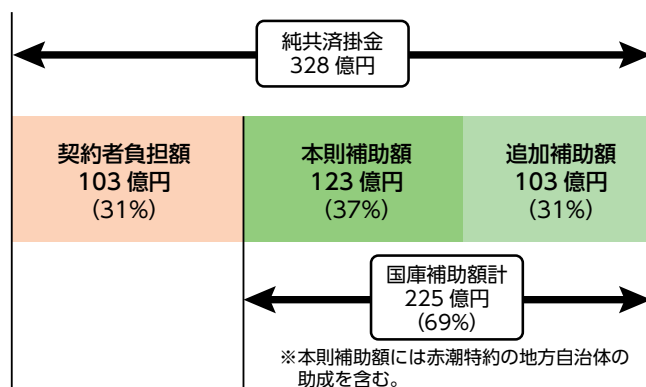 純共済掛金
328 億円
契約者負担額
103 億円
(31%)
本則補助額
123 億円
(37%)
追加補助額
103 億円
(31%)
国庫補助額計
225 億円
(69%)
※本則補助額には赤潮特約の地方自治体の
助成を含む。